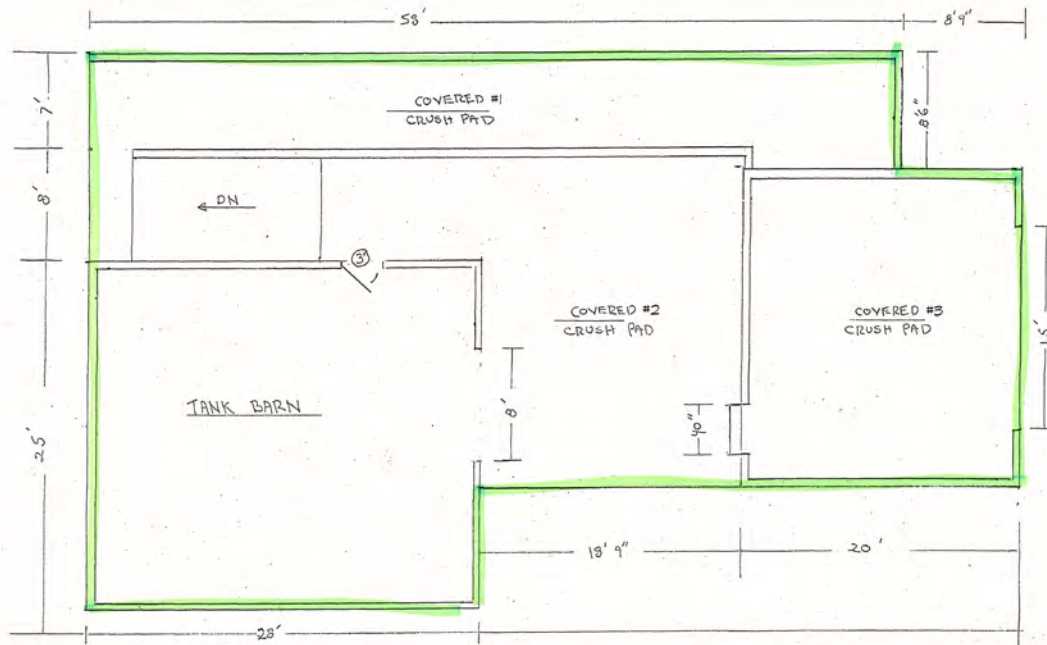 58'
8'9"
7'
COVERED #1
CRUSH PAD
8'6"
8'
DN
3'
COVERED #2
CRUSH PAD
COVERED #3
CRUSH PAD
15'
TANK BARN
8'
40"
25'
18' 9"
20'
28'